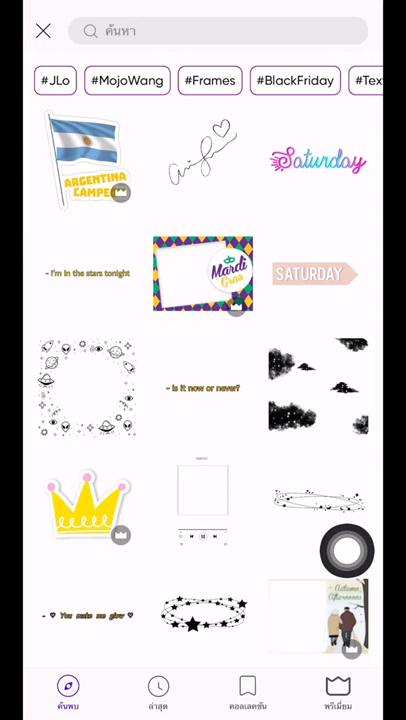 ค้นหา
#JLo
#MojoWang
#Frames
#BlackFriday
#Tex
ARGENTINA
CAMPEÓN
Saturday
- I'm in the stars tonight
Mardi
Gras
SATURDAY
- is it now or never?
- ♥ You make me glow ♥
Autumn
Afternoons
ค้นพบ
ล่าสุด
คอลเลคชัน
พรีเมี่ยม